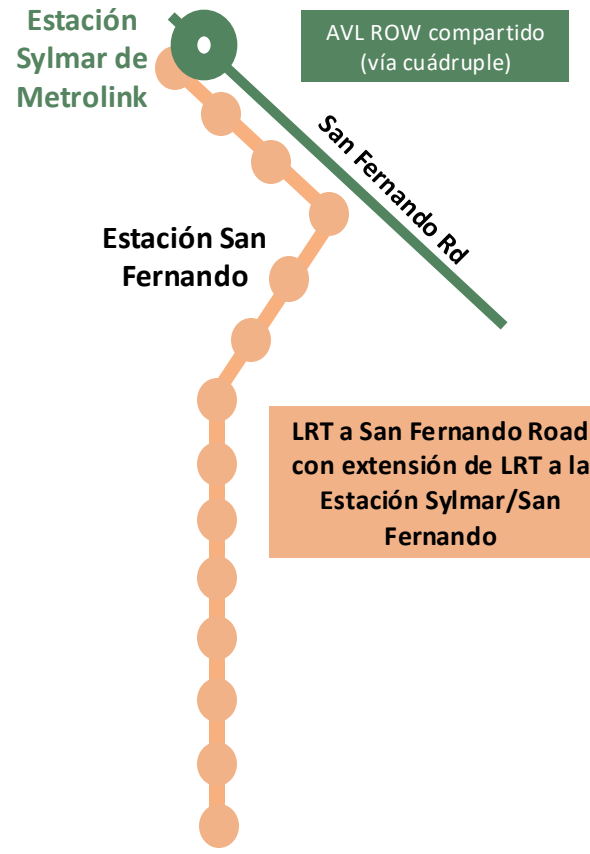 Estación
Sylmar de
Metrolink
AVL ROW compartido
(vía cuádruple)
San Fernando Rd
Estación San
Fernando
LRT a San Fernando Road
con extensión de LRT a la
Estación Sylmar/San
Fernando